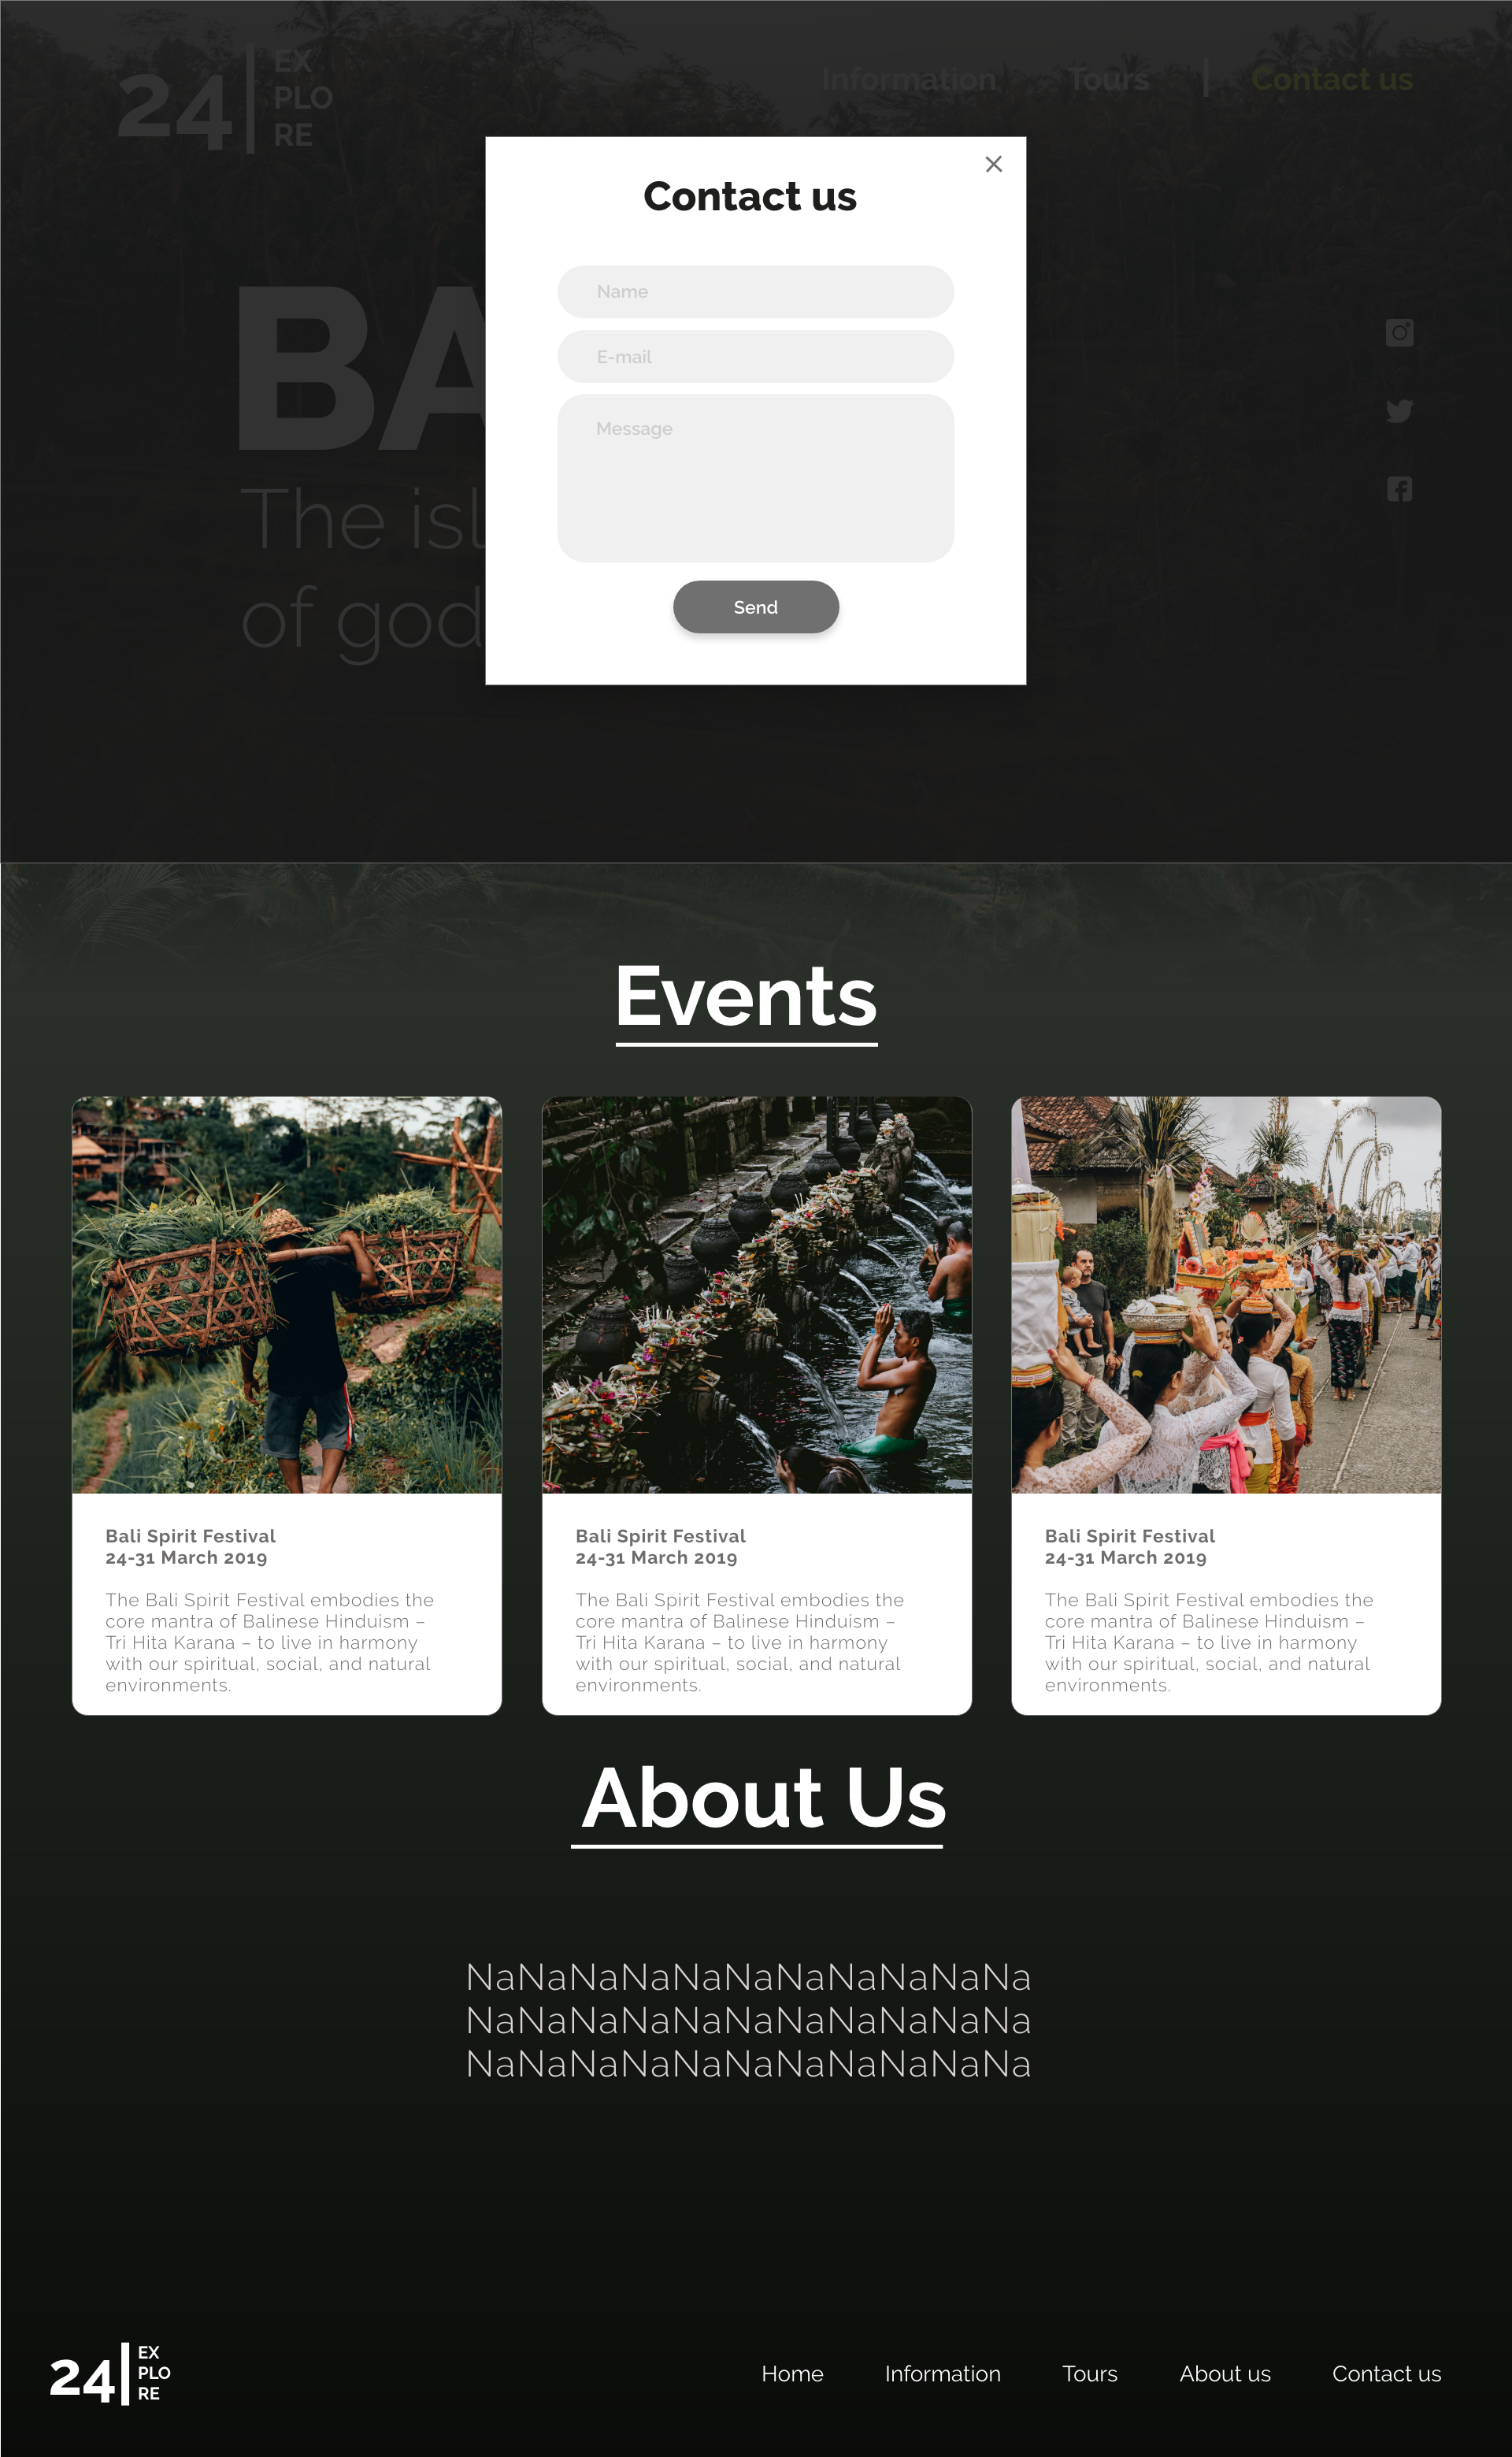 24
EX
PLO
RE
Information Tours Contact us
Contact us
Name
E-mail
Message
Send
BA
The isl
of god
Events
Bali Spirit Festival
24-31 March 2019
The Bali Spirit Festival embodies the
core mantra of Balinese Hinduism –
Tri Hita Karana – to live in harmony
with our spiritual, social, and natural
environments.
Bali Spirit Festival
24-31 March 2019
The Bali Spirit Festival embodies the
core mantra of Balinese Hinduism –
Tri Hita Karana – to live in harmony
with our spiritual, social, and natural
environments.
Bali Spirit Festival
24-31 March 2019
The Bali Spirit Festival embodies the
core mantra of Balinese Hinduism –
Tri Hita Karana – to live in harmony
with our spiritual, social, and natural
environments.
About Us
NaNaNaNaNaNaNaNaNaNaNa
NaNaNaNaNaNaNaNaNaNaNa
NaNaNaNaNaNaNaNaNaNaNa
24
EX
PLO
RE
Home Information Tours About us Contact us